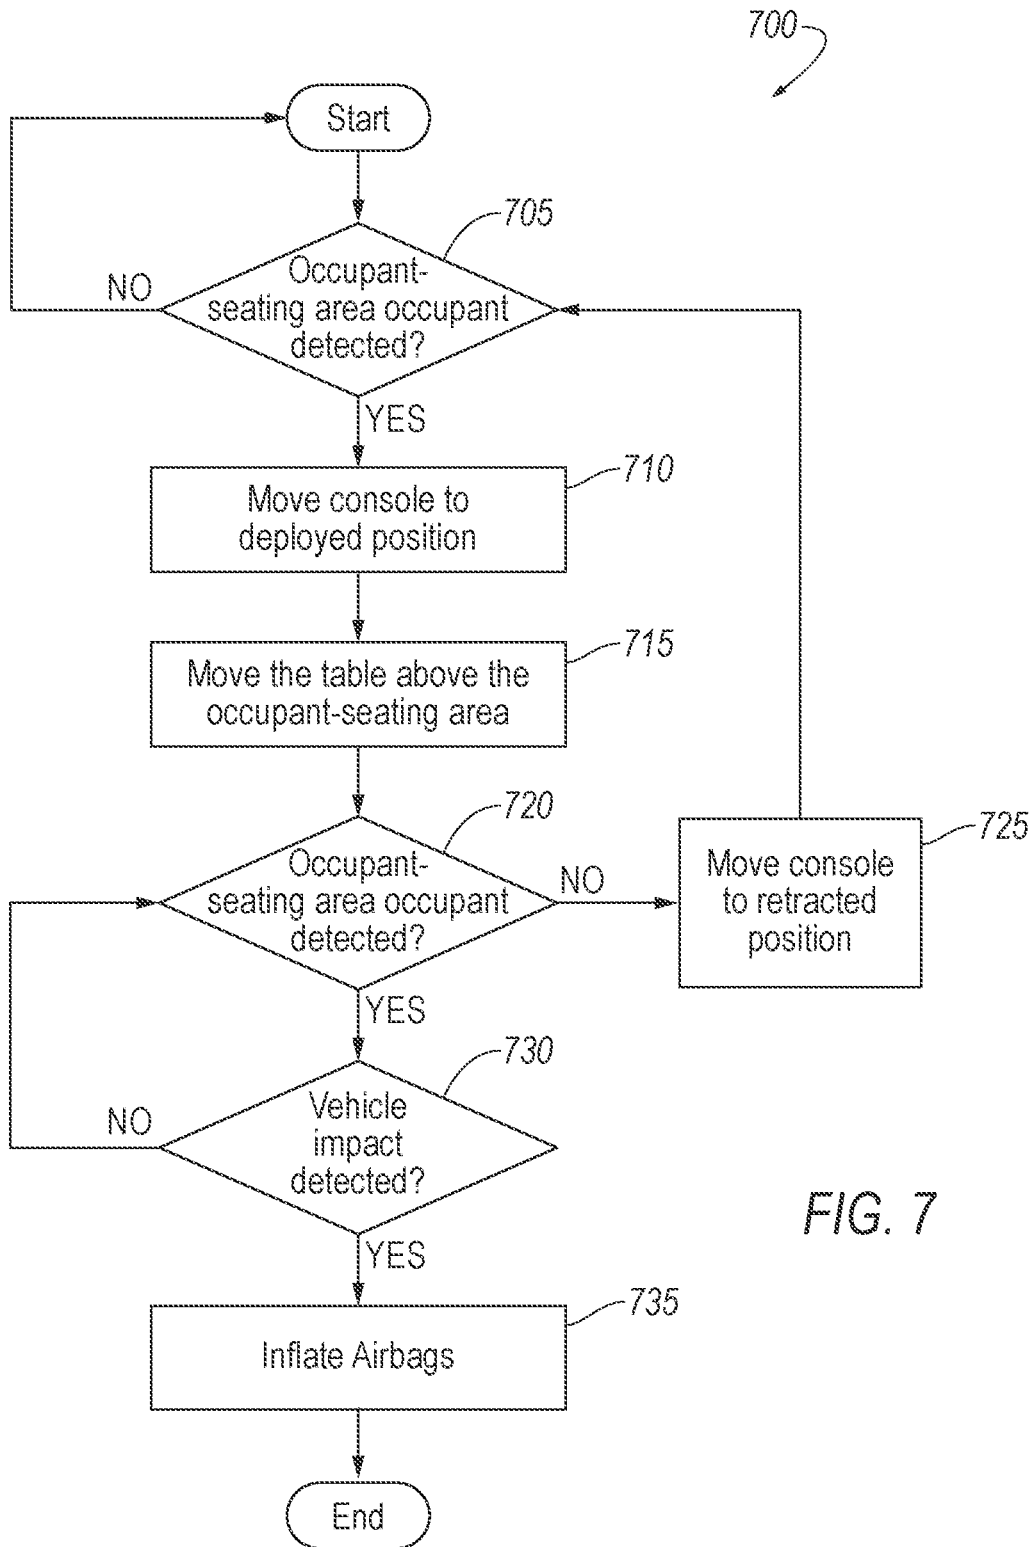 700
Start
705
Occupant-
seating area occupant
detected?
NO
YES
710
Move console to
deployed position
715
Move the table above the
occupant-seating area
720
Occupant-
seating area occupant
detected?
NO
725
Move console
to retracted
position
YES
730
Vehicle
impact
detected?
NO
FIG. 7
YES
735
Inflate Airbags
End